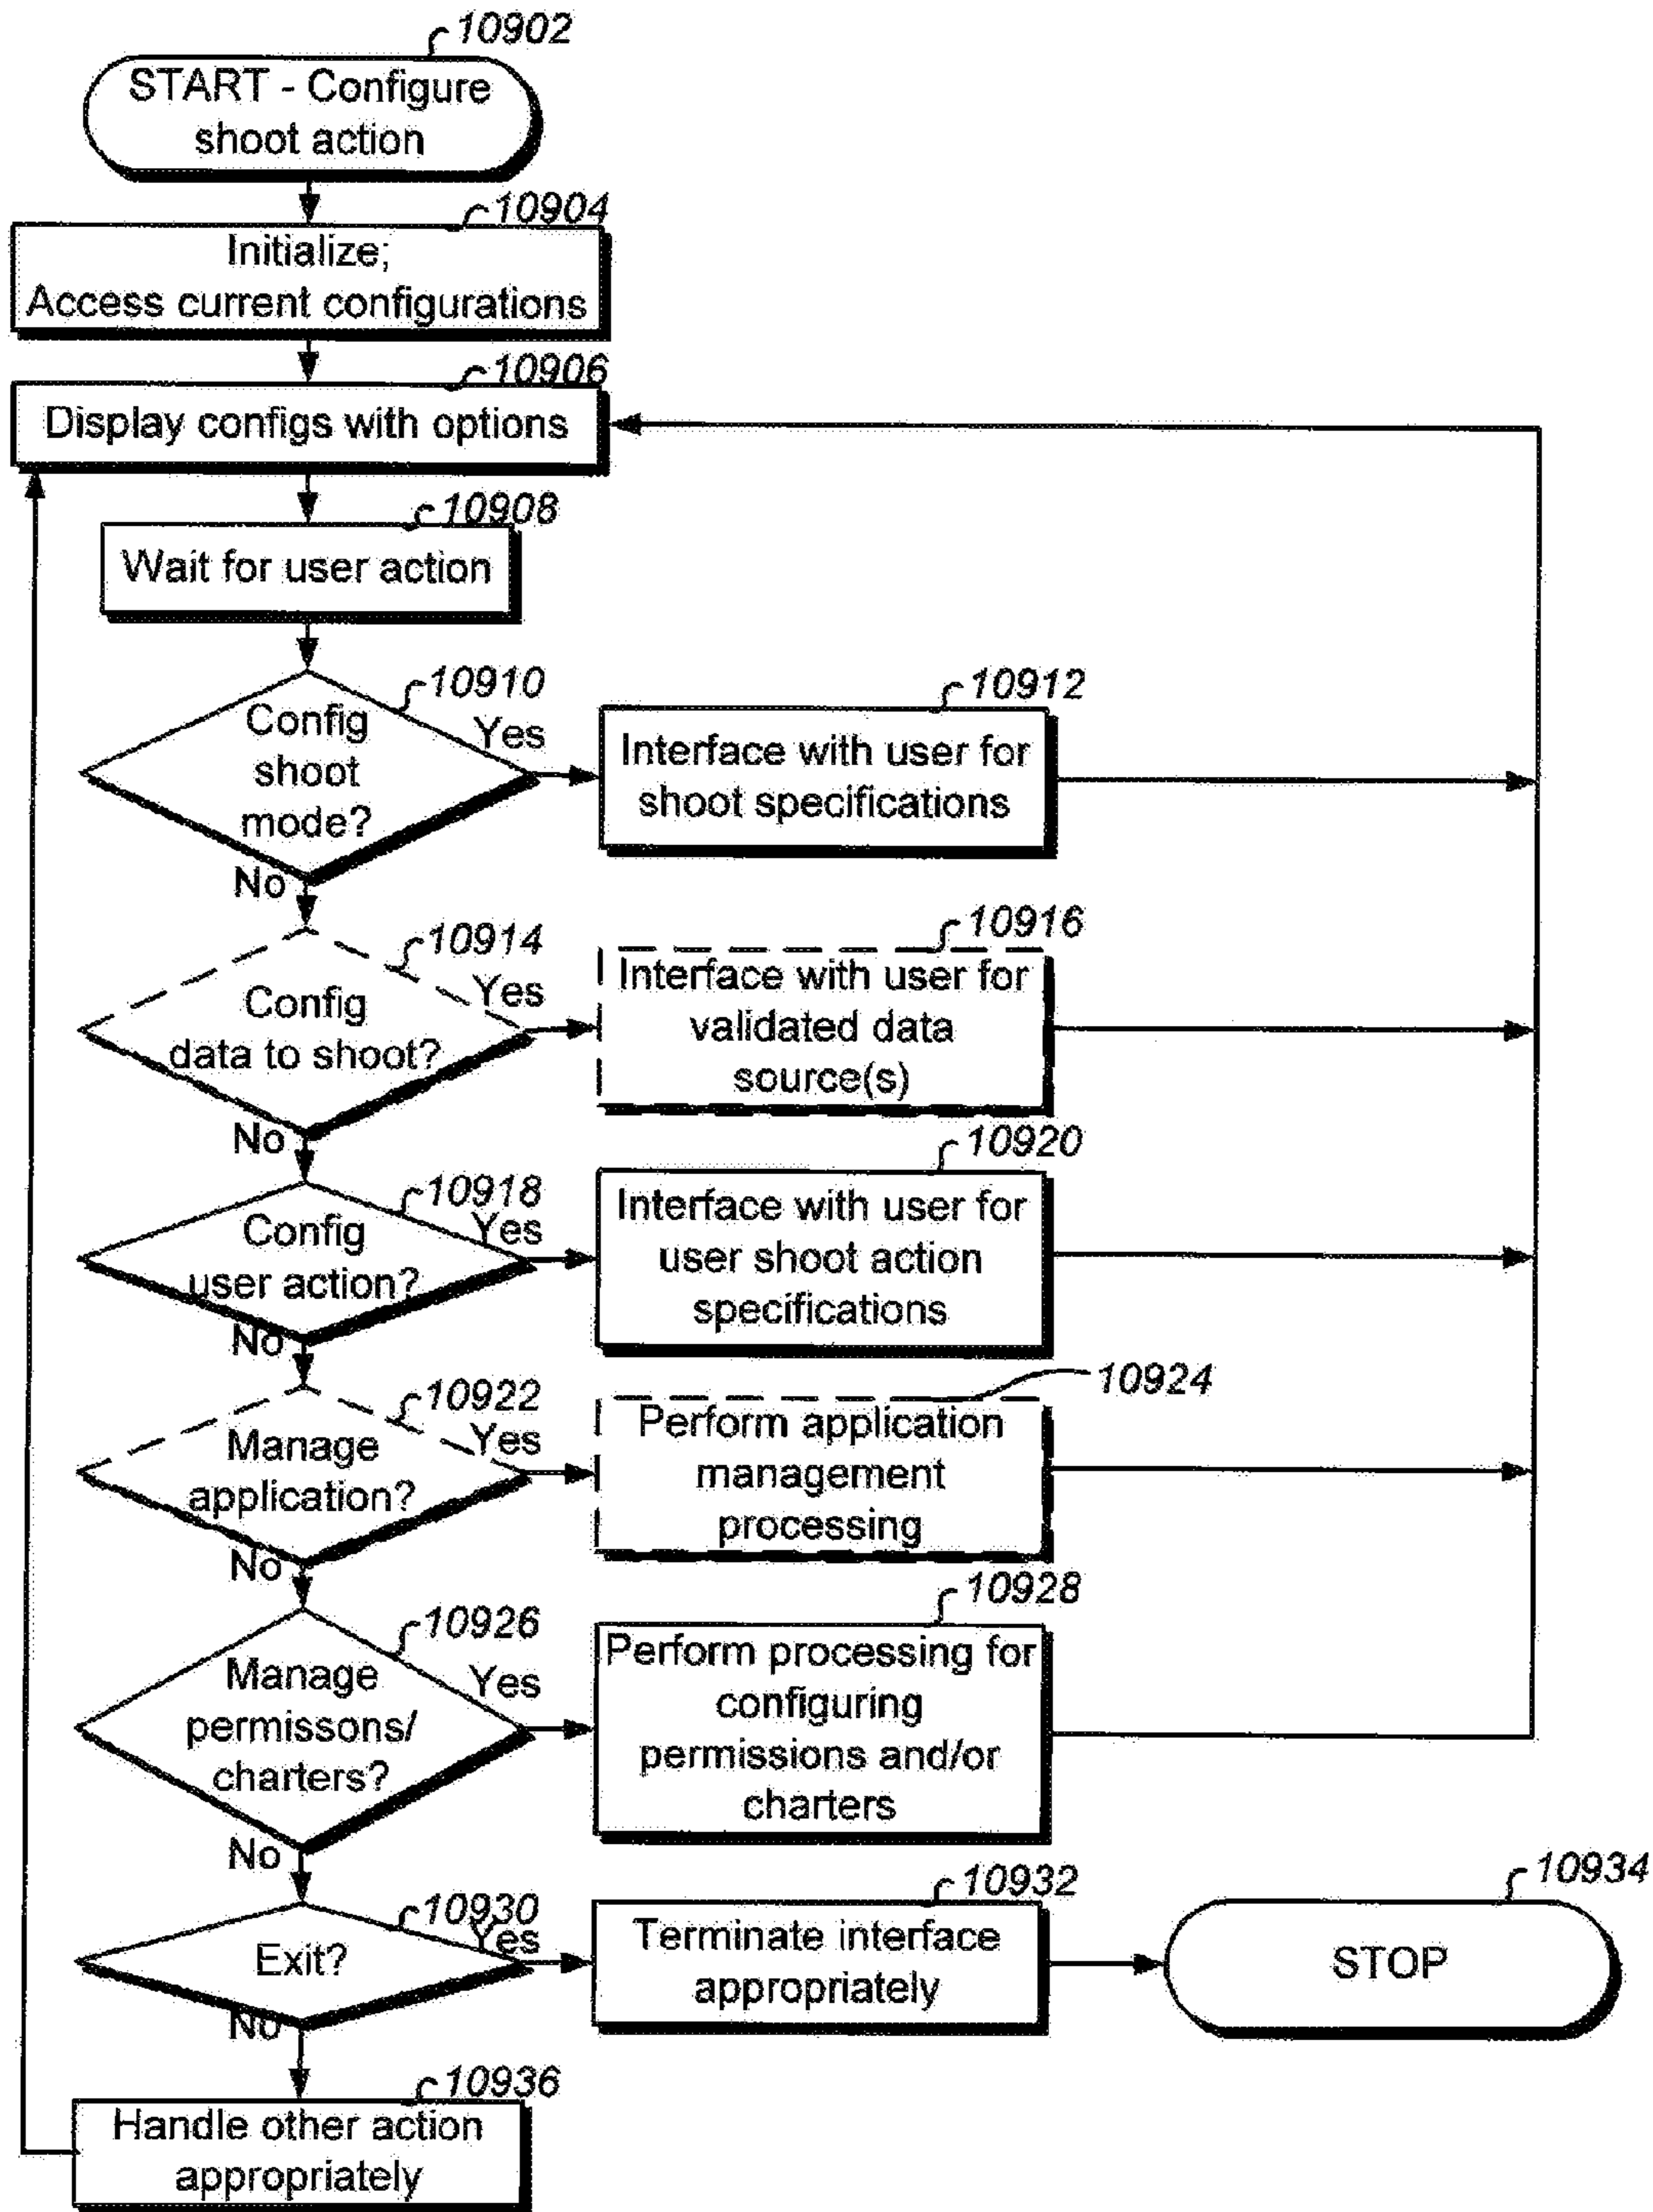 10902
START - Configure
shoot action
10904
Initialize;
Access current configurations
10906
Display configs with options
10908
Wait for user action
10910
Config
shoot
mode?
Yes
No
10912
Interface with user for
shoot specifications
10914
Config
data to shoot?
Yes
No
10916
Interface with user for
validated data
source(s)
10918
Config
user action?
Yes
No
10920
Interface with user for
user shoot action
specifications
10922
Manage
application?
Yes
No
10924
Perform application
management
processing
10926
Manage
permissons/
charters?
Yes
No
10928
Perform processing for
configuring
permissions and/or
charters
10930
Exit?
Yes
No
10932
Terminate interface
appropriately
10934
STOP
10936
Handle other action
appropriately